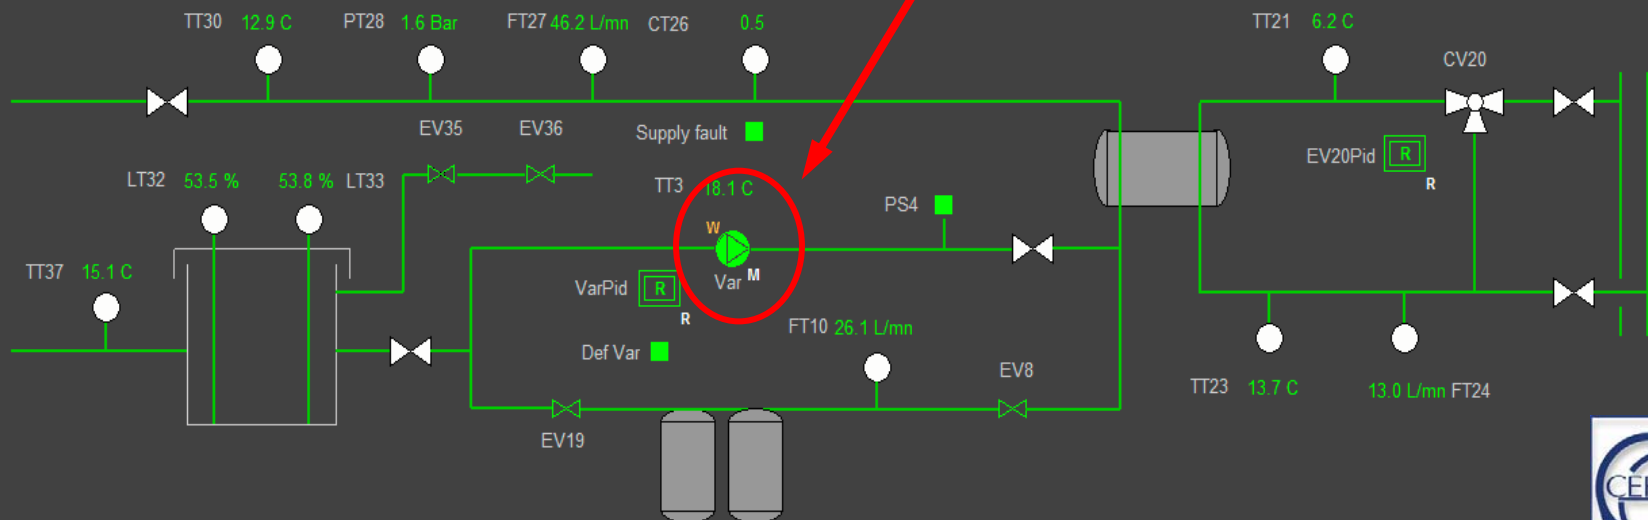 TT30 12.9 C PT28 1.6 Bar FT27 46.2 L/mn CT26 0.5 TT21 6.2 C
CV20
EV35 EV36 Supply fault
EV20Pid R
R
LT32 53.5 % 53.8 % LT33
TT3 18.1 C
PS4
W
TT37 15.1 C
VarPid R Var M
R
FT10 26.1 L/mn
Def Var
EV8
TT23 13.7 C 13.0 L/mn FT24
EV19